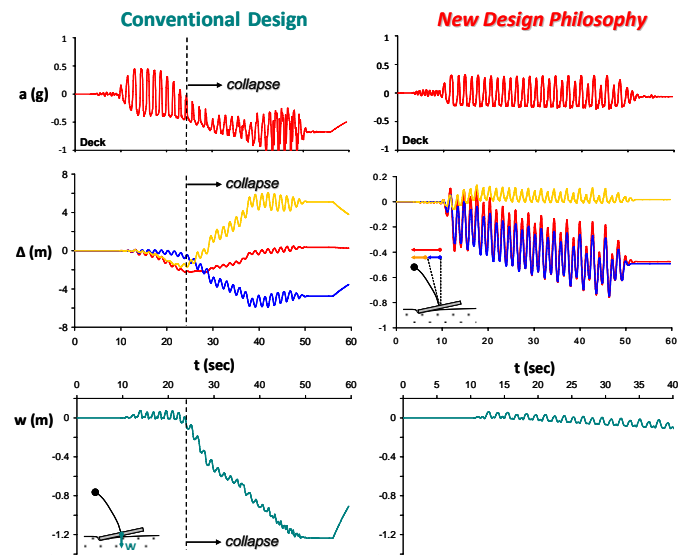 Conventional Design
New Design Philosophy
1
0.5
0
-0.5
-1
a (g)
Deck
collapse
1
0.5
0
-0.5
-1
Deck
8
4
0
-4
-8
Δ (m)
collapse
0 10 20 30 40 50 60
t (sec)
0.2
0
-0.2
-0.4
-0.6
-0.8
-1
0 10 20 30 40 50 60
t (sec)
0 10 20 30 40 50 60
w (m)
0
-0.4
-0.8
-1.2
w
collapse
0 5 10 15 20 25 30 35 40
0
-0.4
-0.8
-1.2